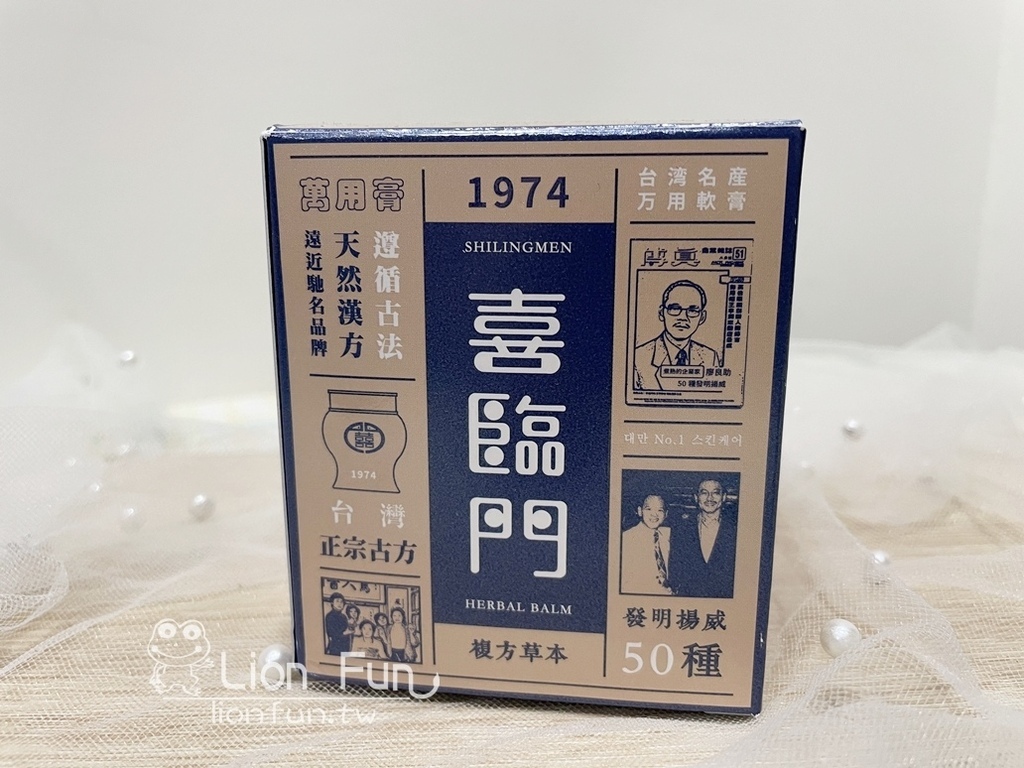 萬用膏
遵循古法
天然漢方
遠近馳名品牌
1974
台灣
正宗古方
1974
SHILINGMEN
喜臨門
HERBAL BALM
複方草本
台湾名産
万用軟膏
51
廖良助
50種發明揚威
대만 No.1 스킨케어
發明揚威
50種
Lion Fun
lionfun.tw